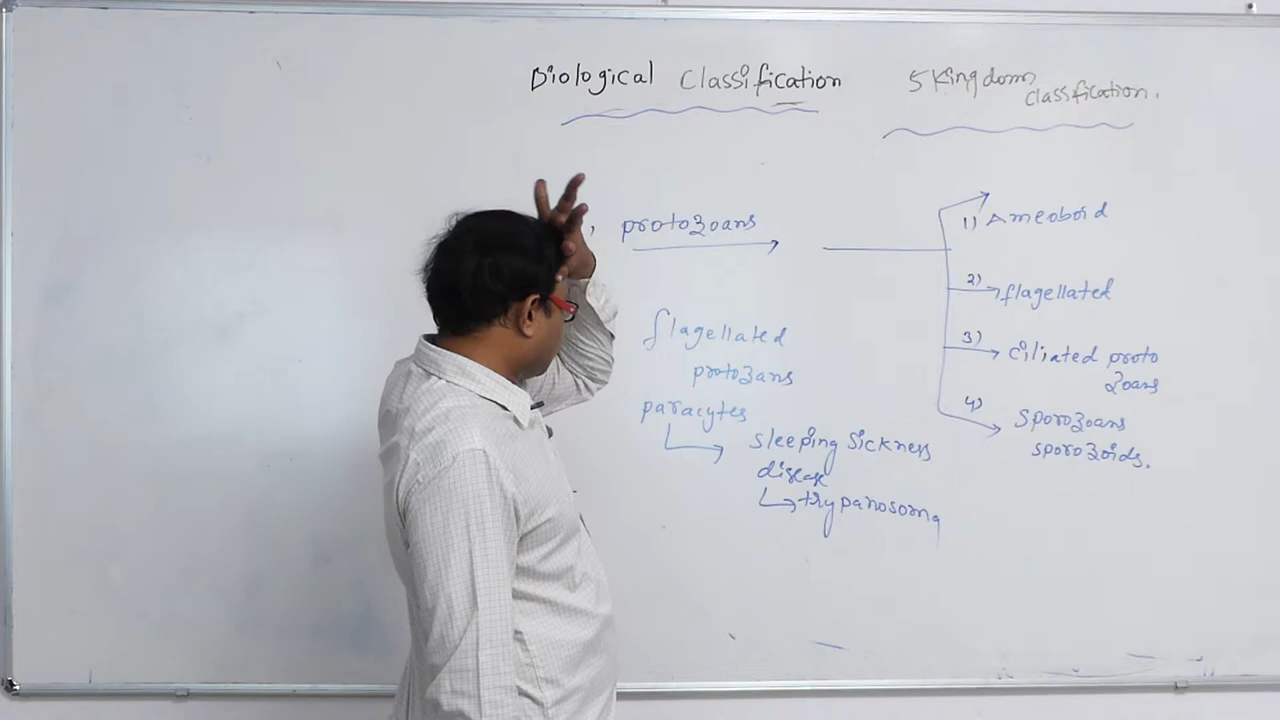 Biological Classification
5 Kingdom
classification.
, protozoans
1) Ameoboid
2) flagellated
3) Ciliated proto
zoans
4) Sporozoans
sporozoids.
flagellated
protozans
paracytes
sleeping sickness
disease
trypanosoma